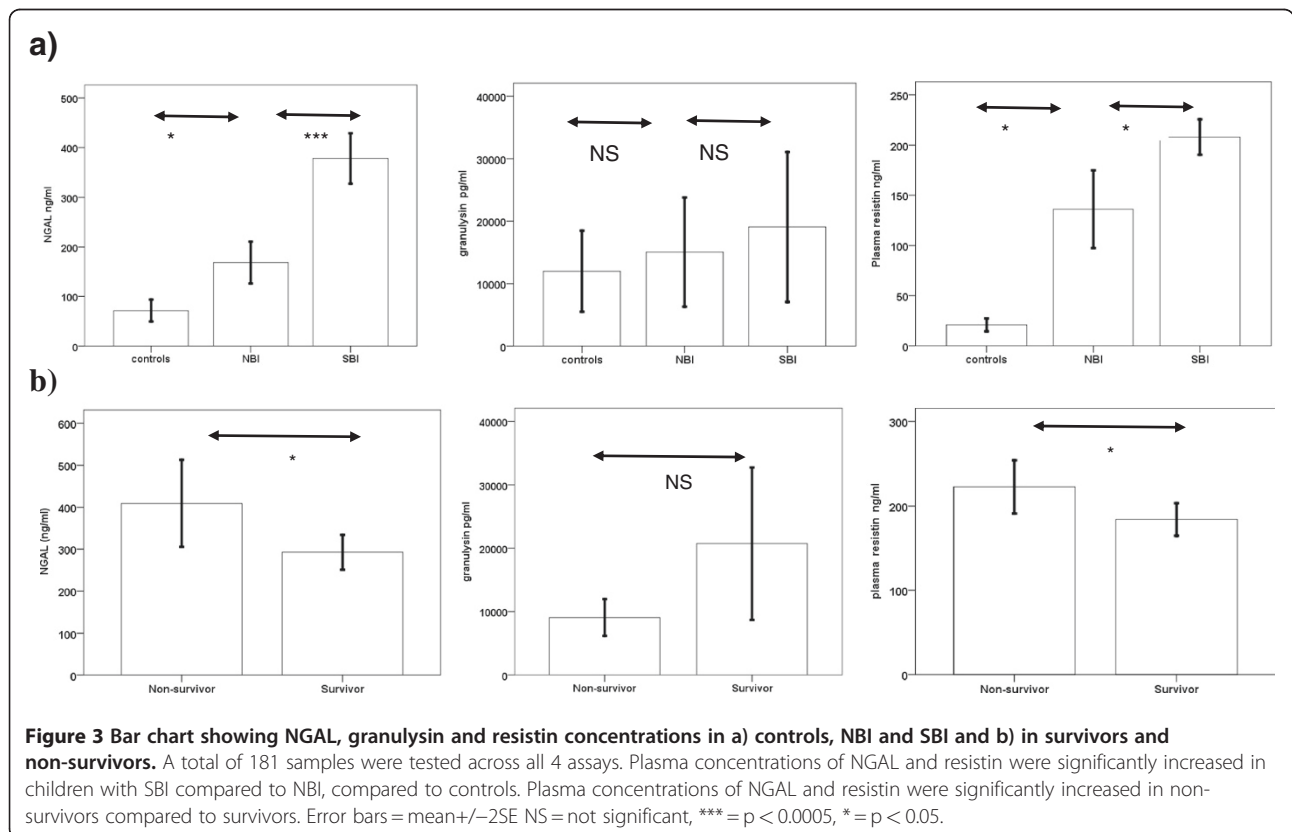 a)
NGAL ng/ml
500
400
300
200
100
0
*
***
controls NBI SBI
granulysin pg/ml
40000
30000
20000
10000
0
NS
NS
controls NBI SBI
Plasma resistin ng/ml
250
200
150
100
50
0
*
*
controls NBI SBI
b)
NGAL (ng/ml)
600
500
400
300
200
100
0
*
Non-survivor Survivor
granulysin pg/ml
40000
30000
20000
10000
0
NS
Non-survivor Survivor
plasma resistin ng/ml
300
200
100
0
*
Non-survivor Survivor
Figure 3 Bar chart showing NGAL, granulysin and resistin concentrations in a) controls, NBI and SBI and b) in survivors and
non-survivors. A total of 181 samples were tested across all 4 assays. Plasma concentrations of NGAL and resistin were significantly increased in
children with SBI compared to NBI, compared to controls. Plasma concentrations of NGAL and resistin were significantly increased in non-
survivors compared to survivors. Error bars = mean+/−2SE NS = not significant, *** = p < 0.0005, * = p < 0.05.